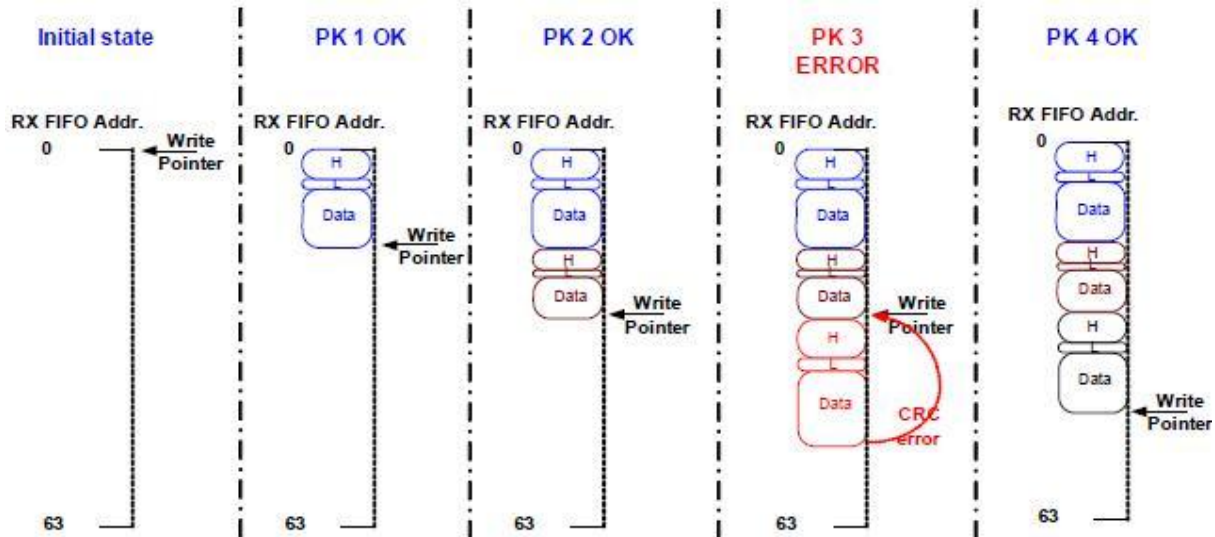 Initial state
RX FIFO Addr.
0
Write
Pointer
63
PK 1 OK
RX FIFO Addr.
0
H
L
Data
Write
Pointer
63
PK 2 OK
RX FIFO Addr.
0
H
L
Data
H
L
Data
Write
Pointer
63
PK 3
ERROR
RX FIFO Addr.
0
H
L
Data
H
L
Data
Write
Pointer
H
L
Data
CRC
error
63
PK 4 OK
RX FIFO Addr.
0
H
L
Data
H
L
Data
H
L
Data
Write
Pointer
63